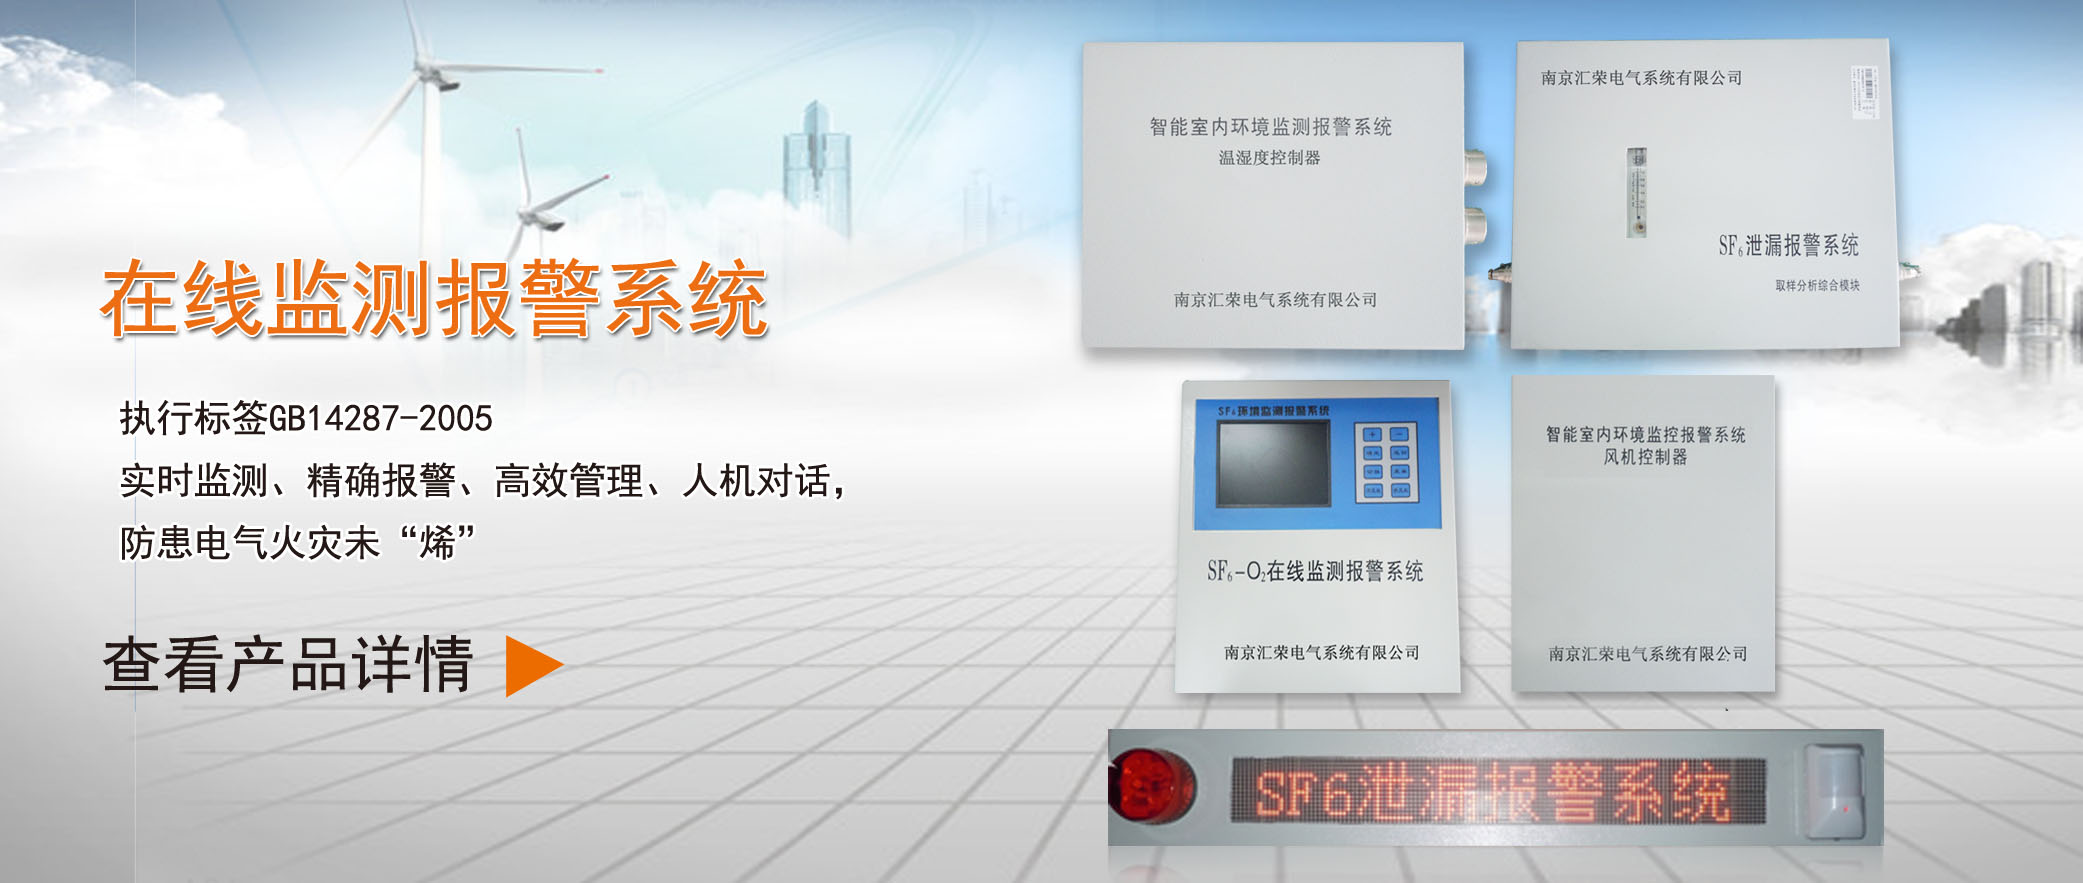 在线监测报警系统
执行标签GB14287-2005
实时监测、精确报警、高效管理、人机对话，
防患电气火灾未“烯”
查看产品详情
智能室内环境监测报警系统
温湿度控制器
南京汇荣电气系统有限公司
南京汇荣电气系统有限公司
SF₆泄漏报警系统
取样分析综合模块
SF₆环境监测报警系统
SF₆-O₂在线监测报警系统
南京汇荣电气系统有限公司
智能室内环境监控报警系统
风机控制器
南京汇荣电气系统有限公司
SF6泄漏报警系统